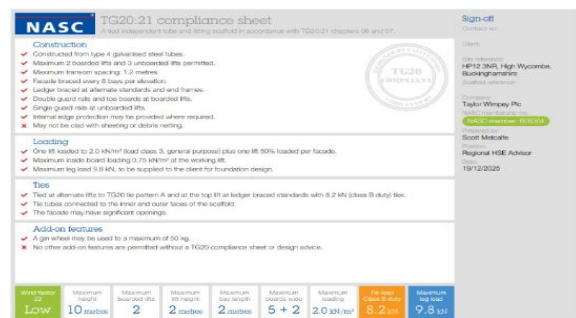 NASC
TG20:21 compliance sheet
A tied independent tube and fitting scaffold in accordance with TG20:21 chapters 06 and 07.
Construction
Constructed from type 4 galvanised steel tubes.
Maximum 2 boarded lifts and 3 unboarded lifts permitted.
Maximum transom spacing: 1.2 metres.
Facade braced every 6 bays per elevation.
Ledger braced at alternate standards and end frames.
Double guard rails and toe boards at boarded lifts.
Single guard rails at unboarded lifts.
Internal edge protection may be provided where required.
May not be clad with sheeting or debris netting.
TG20
COMPLIANT
Loading
One lift loaded to 2.0 kN/m² (load class 3, general purpose) plus one lift 50% loaded per facade.
Maximum inside board loading 0.75 kN/m² at the working lift.
Maximum leg load 9.8 kN, to be supplied to the client for foundation design.
Ties
Tied at alternate lifts to TG20 tie pattern A and at the top lift at ledger braced standards with 8.2 kN (class B duty) ties.
Tie tubes connected to the inner and outer faces of the scaffold.
The facade may have significant openings.
Add-on features
A gin wheel may be used to a maximum of 50 kg.
No other add-on features are permitted without a TG20 compliance sheet or design advice.
Wind factor
22
Low
Maximum height
10 metres
Maximum boarded lifts
2
Maximum lift height
2 metres
Maximum bay length
2 metres
Maximum boards wide
5 + 2
Maximum loading
2.0 kN/m²
Tie load
Class B duty
8.2 kN
Maximum leg load
9.8 kN
Sign-off
Contract no:
Client:
Site reference:
HP12 3NR, High Wycombe,
Buckinghamshire
Scaffold reference:
Company:
Taylor Wimpey Plc
NASC membership no:
NASC member:
Prepared by:
Scott Metcalfe
Position:
Regional HSE Advisor
Date:
19/12/2025